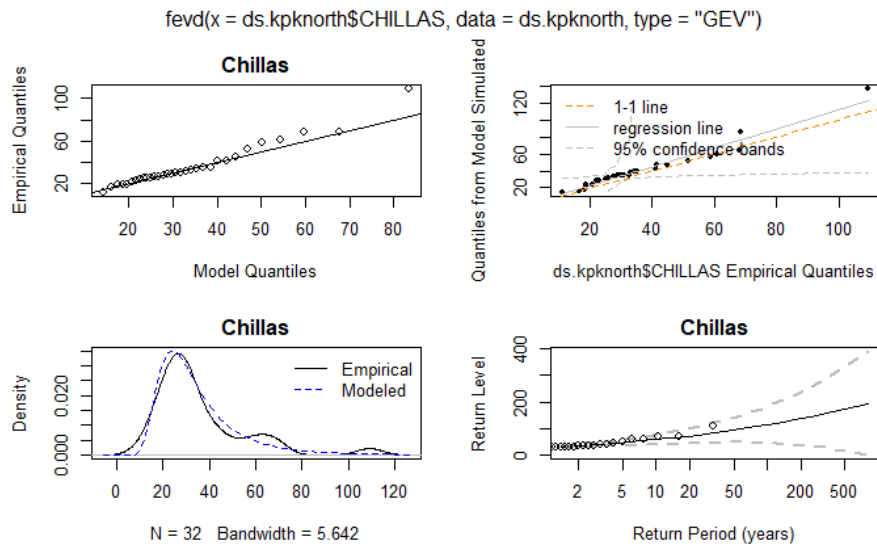 fevd(x = ds.kpknorth$CHILLAS, data = ds.kpknorth, type = "GEV")
Chillas
Empirical Quantiles
100
60
20
20 30 40 50 60 70 80
Model Quantiles
Quantiles from Model Simulated
120
60
20
1-1 line
regression line
95% confidence bands
20 40 60 80 100
ds.kpknorth$CHILLAS Empirical Quantiles
Chillas
Density
0.020
0.000
Empirical
Modeled
0 20 40 60 80 100 120
N = 32 Bandwidth = 5.642
Chillas
Return Level
400
200
0
2 5 10 20 50 200 500
Return Period (years)